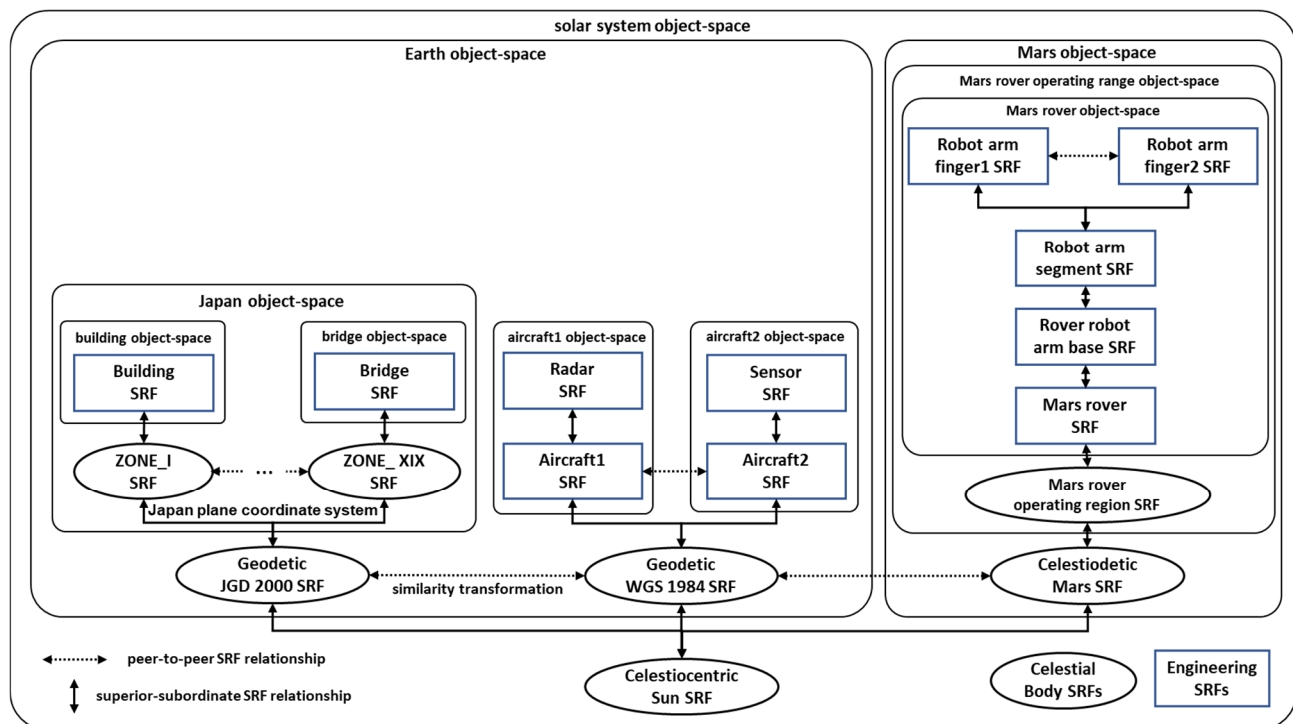 solar system object-space
Earth object-space
Mars object-space
Mars rover operating range object-space
Mars rover object-space
Robot arm
finger1 SRF
Robot arm
finger2 SRF
Robot arm
segment SRF
Rover robot
arm base SRF
Mars rover
SRF
Mars rover
operating region SRF
Japan object-space
building object-space
Building
SRF
bridge object-space
Bridge
SRF
ZONE_I
SRF
...
ZONE_ XIX
SRF
Japan plane coordinate system
aircraft1 object-space
Radar
SRF
Aircraft1
SRF
aircraft2 object-space
Sensor
SRF
Aircraft2
SRF
Geodetic
JGD 2000 SRF
similarity transformation
Geodetic
WGS 1984 SRF
Celestiodetic
Mars SRF
Celestiocentric
Sun SRF
peer-to-peer SRF relationship
superior-subordinate SRF relationship
Celestial
Body SRFs
Engineering
SRFs